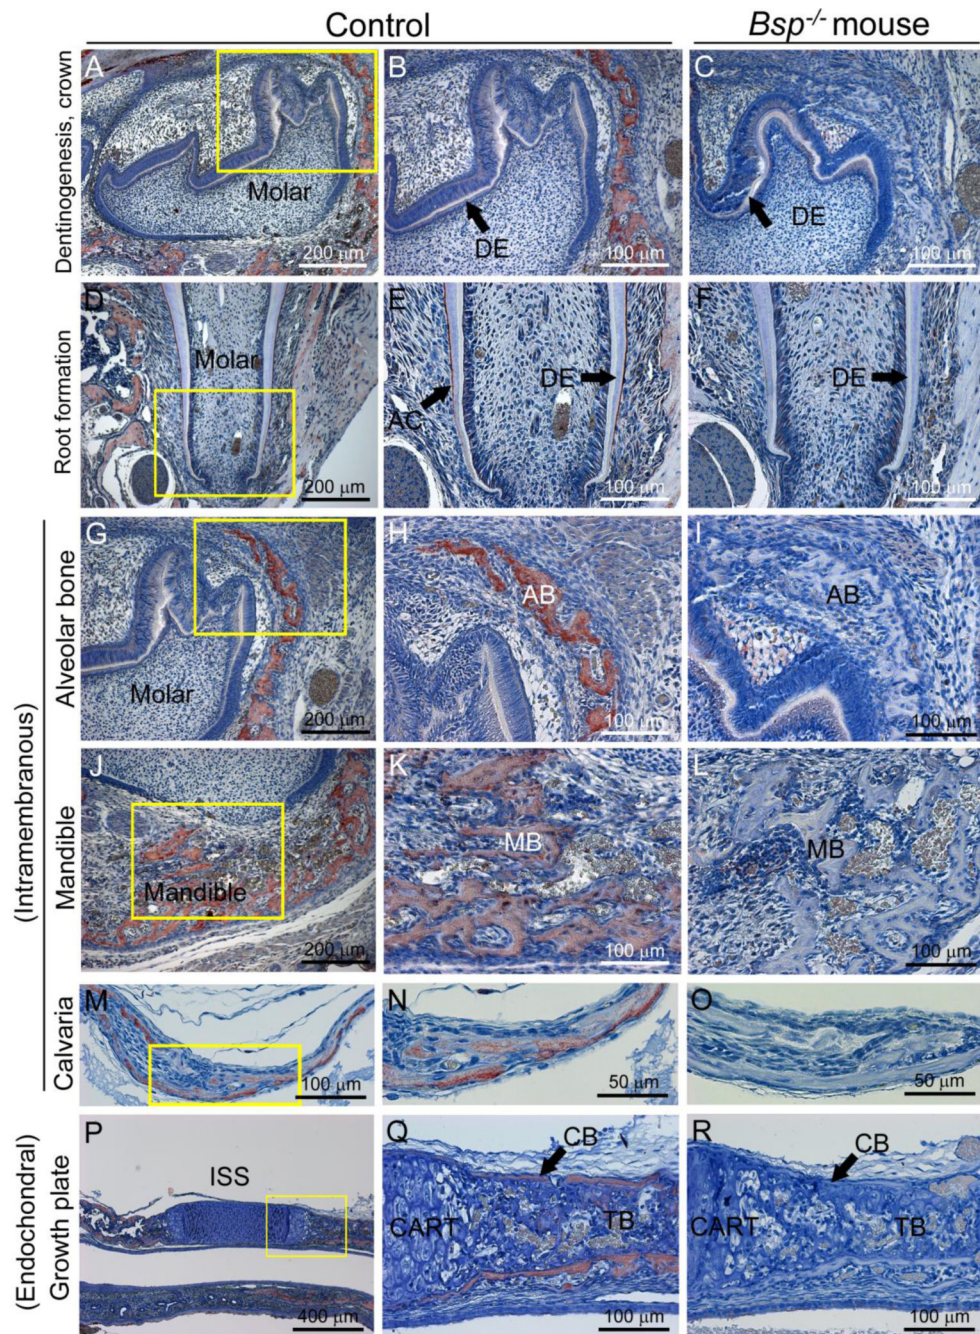 Control
Bsp-/- mouse
Dentinogenesis, crown
A
Molar
200 µm
B
DE
100 µm
C
DE
100 µm
Root formation
D
Molar
200 µm
E
AC
DE
100 µm
F
DE
100 µm
(Intramembranous)
Alveolar bone
G
Molar
200 µm
H
AB
100 µm
I
AB
100 µm
Mandible
J
Mandible
200 µm
K
MB
100 µm
L
MB
100 µm
Calvaria
M
100 µm
N
50 µm
O
50 µm
(Endochondral)
Growth plate
P
ISS
400 µm
Q
CB
CART
TB
100 µm
R
CB
CART
TB
100 µm